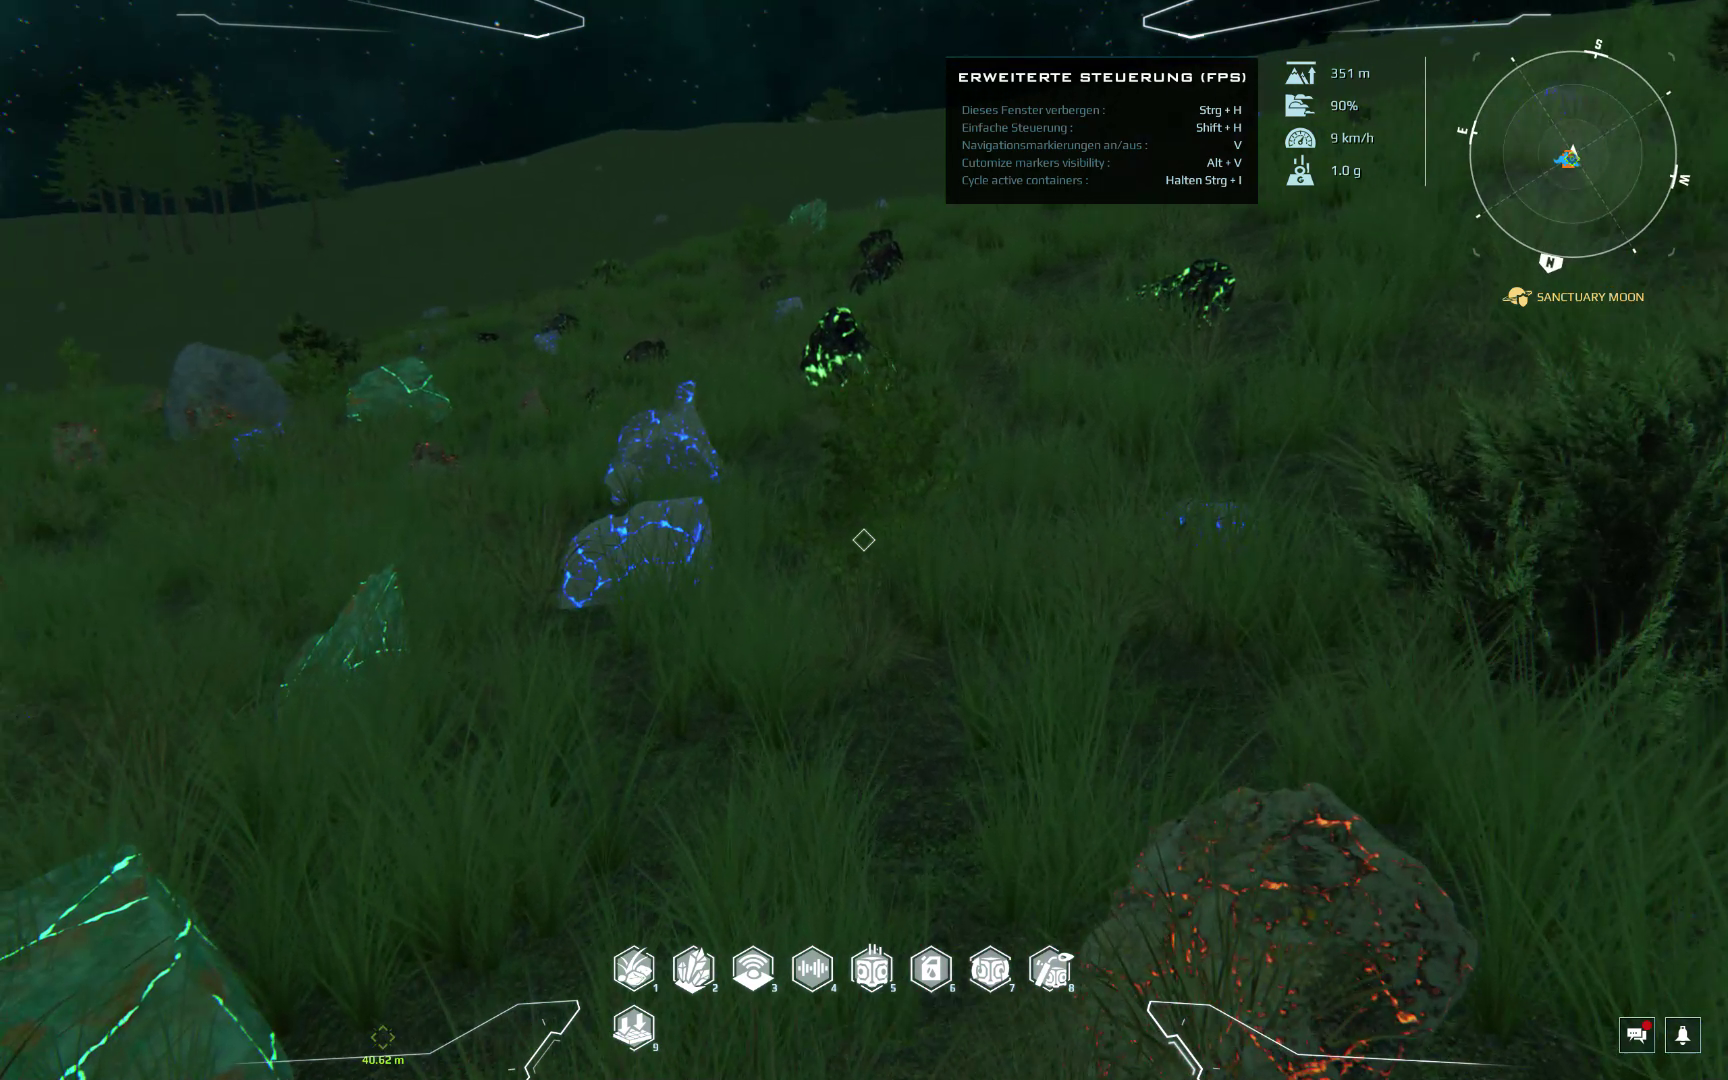 ERWEITERTE STEUERUNG (FPS)
Dieses Fenster verbergen : Strg + H
Einfache Steuerung : Shift + H
Navigationsmarkierungen an/aus : V
Cutomize markers visibility : Alt + V
Cycle active containers : Halten Strg + I
351 m
90%
9 km/h
G 1.0 g
S
E
W
N
SANCTUARY MOON
1 2 3 4 5 6 7 8
9
40.62 m